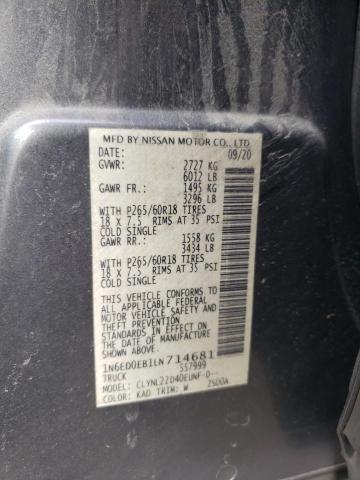 MFD BY NISSAN MOTOR CO., LTD
DATE: 09/20
GVWR: 2727 KG
6012 LB
GAWR FR.: 1495 KG
3296 LB
WITH P265/60R18 TIRES
18 x 7.5 RIMS AT 35 PSI
COLD SINGLE
GAWR RR.: 1558 KG
3434 LB
WITH P265/60R18 TIRES
18 x 7.5 RIMS AT 35 PSI
COLD SINGLE
THIS VEHICLE CONFORMS TO
ALL APPLICABLE FEDERAL
MOTOR VEHICLE SAFETY AND
THEFT PREVENTION
STANDARDS IN EFFECT ON
THE DATE OF MANUFACTURE
SHOWN ABOVE.
1N6ED0EB1LN714681
TRUCK 557999
MODEL: CLYNL22D40EUNF-D--
COLOR: KAD TRIM: W 2500A